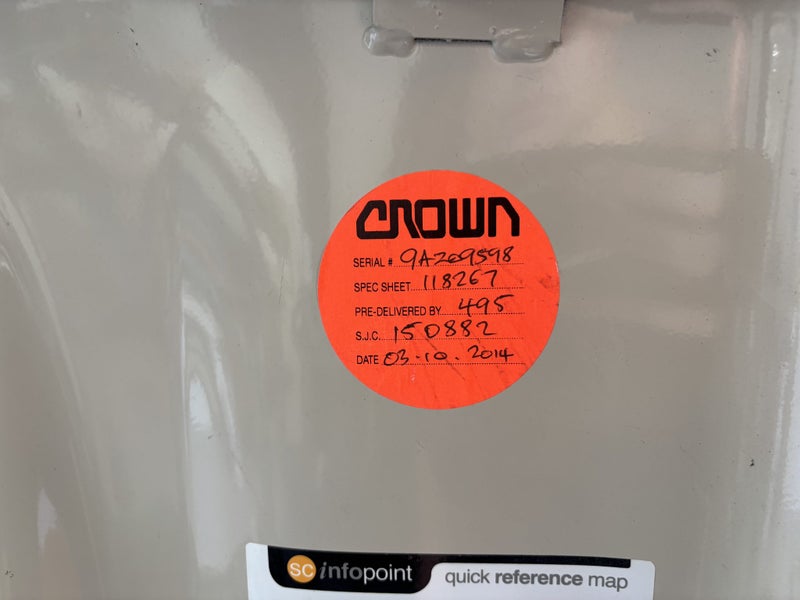 CROWN
SERIAL # 9A209598
SPEC SHEET 118267
PRE-DELIVERED BY 495
S.J.C. 150882
DATE 03-10.2014
sc infopoint quick reference map